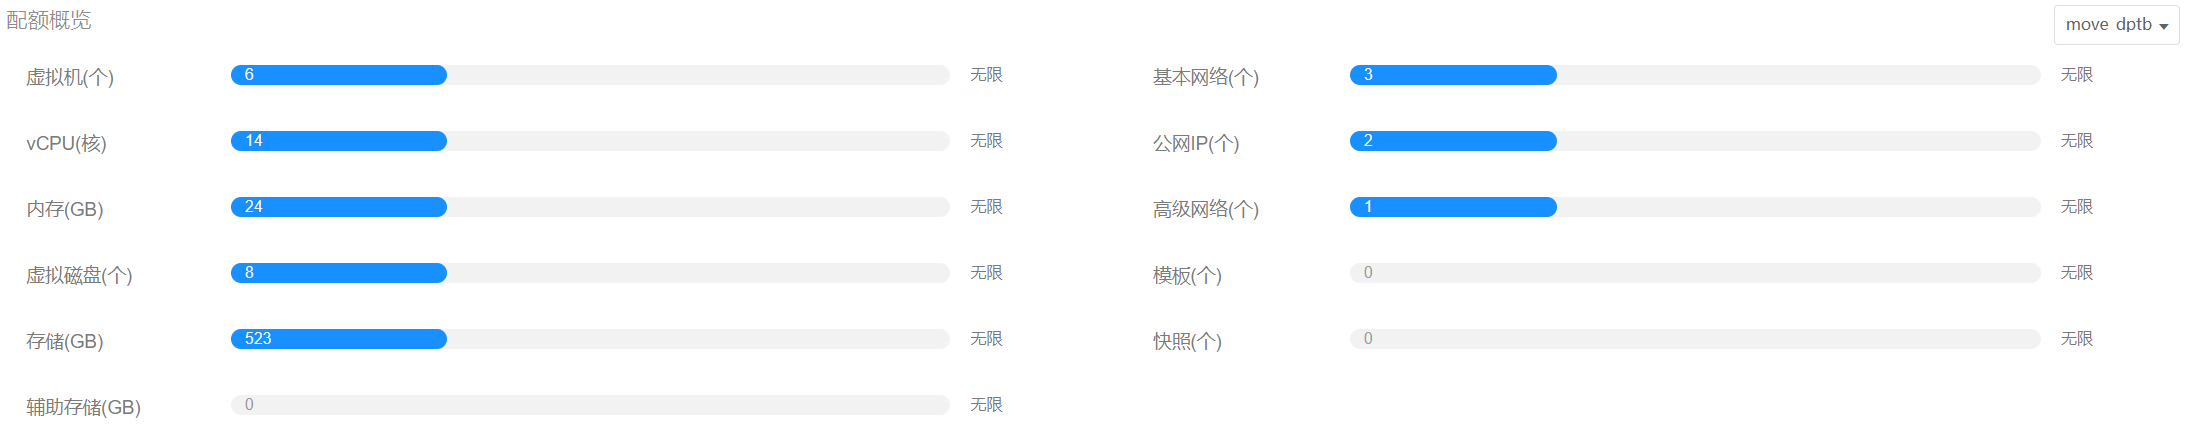 配额概览
move dptb
虚拟机(个) 6 无限
基本网络(个) 3 无限
vCPU(核) 14 无限
公网IP(个) 2 无限
内存(GB) 24 无限
高级网络(个) 1 无限
虚拟磁盘(个) 8 无限
模板(个) 0 无限
存储(GB) 523 无限
快照(个) 0 无限
辅助存储(GB) 0 无限